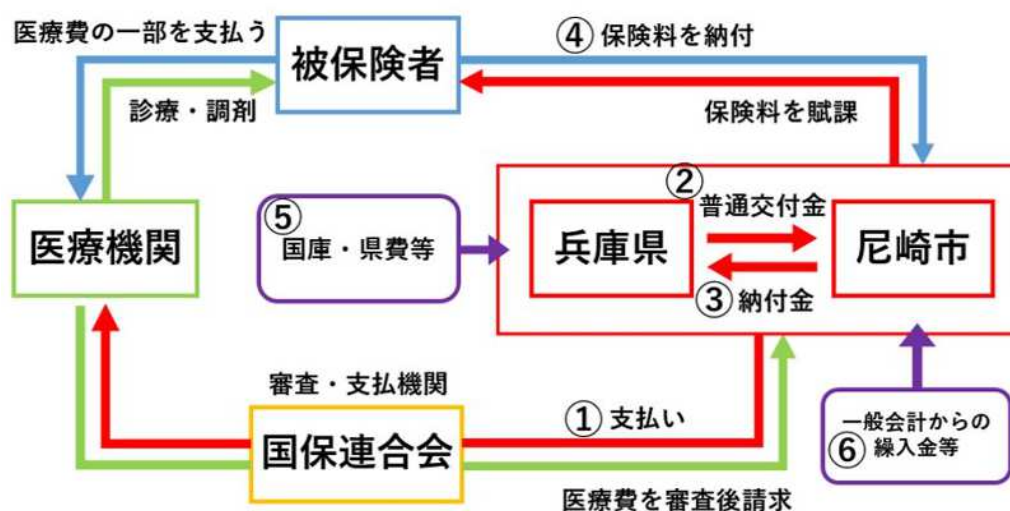 医療費の一部を支払う
被保険者
④保険料を納付
診療・調剤
保険料を賦課
医療機関
⑤
国庫・県費等
兵庫県
②
普通交付金
尼崎市
③納付金
審査・支払機関
国保連合会
①支払い
一般会計からの
⑥繰入金等
医療費を審査後請求